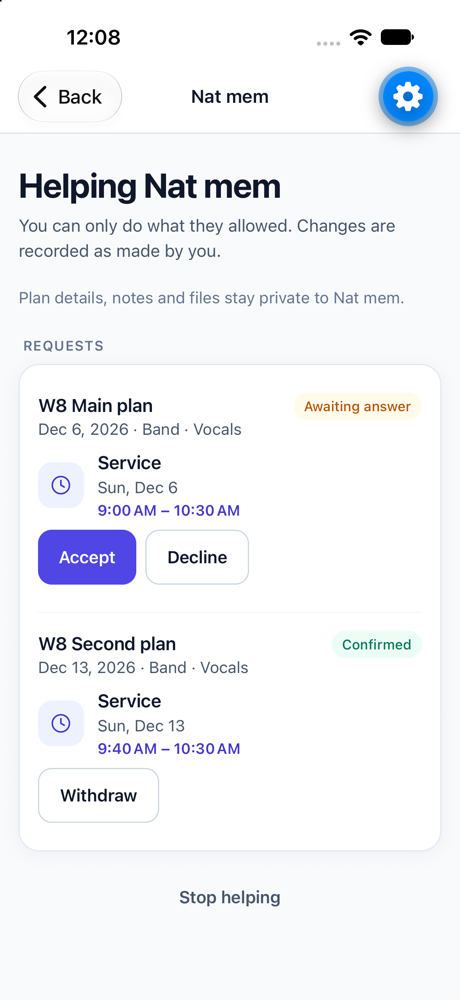 12:08
Back
Nat mem
Helping Nat mem
You can only do what they allowed. Changes are
recorded as made by you.
Plan details, notes and files stay private to Nat mem.
REQUESTS
W8 Main plan
Awaiting answer
Dec 6, 2026 · Band · Vocals
Service
Sun, Dec 6
9:00 AM – 10:30 AM
Accept
Decline
W8 Second plan
Confirmed
Dec 13, 2026 · Band · Vocals
Service
Sun, Dec 13
9:40 AM – 10:30 AM
Withdraw
Stop helping